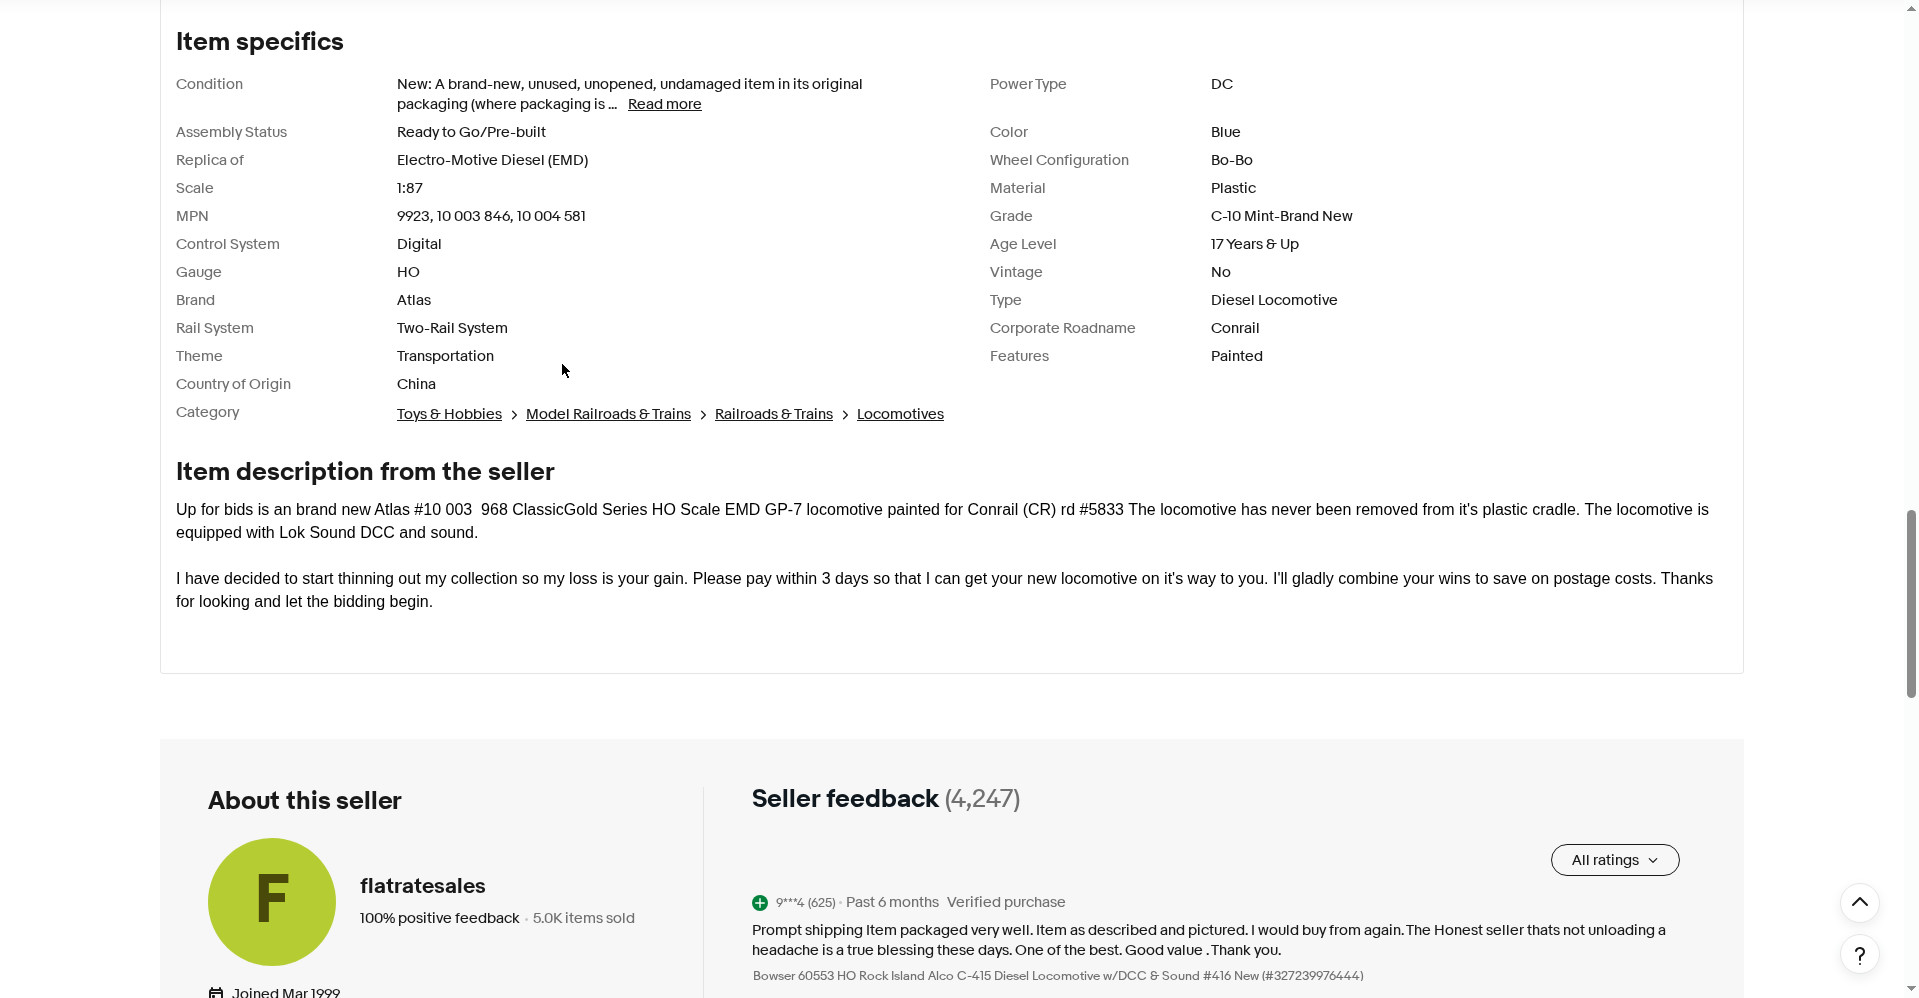 Item specifics
Condition New: A brand-new, unused, unopened, undamaged item in its original
packaging (where packaging is ... Read more
Power Type DC
Assembly Status Ready to Go/Pre-built
Color Blue
Replica of Electro-Motive Diesel (EMD)
Wheel Configuration Bo-Bo
Scale 1:87
Material Plastic
MPN 9923, 10 003 846, 10 004 581
Grade C-10 Mint-Brand New
Control System Digital
Age Level 17 Years & Up
Gauge HO
Vintage No
Brand Atlas
Type Diesel Locomotive
Rail System Two-Rail System
Corporate Roadname Conrail
Theme Transportation
Features Painted
Country of Origin China
Category Toys & Hobbies > Model Railroads & Trains > Railroads & Trains > Locomotives
Item description from the seller
Up for bids is an brand new Atlas #10 003  968 ClassicGold Series HO Scale EMD GP-7 locomotive painted for Conrail (CR) rd #5833 The locomotive has never been removed from it's plastic cradle. The locomotive is
equipped with Lok Sound DCC and sound.
I have decided to start thinning out my collection so my loss is your gain. Please pay within 3 days so that I can get your new locomotive on it's way to you. I'll gladly combine your wins to save on postage costs. Thanks
for looking and let the bidding begin.
About this seller
F
flatratesales
100% positive feedback · 5.0K items sold
Joined Mar 1999
Seller feedback (4,247)
All ratings
9***4 (625) · Past 6 months Verified purchase
Prompt shipping Item packaged very well. Item as described and pictured. I would buy from again. The Honest seller thats not unloading a
headache is a true blessing these days. One of the best. Good value . Thank you.
Bowser 60553 HO Rock Island Alco C-415 Diesel Locomotive w/DCC & Sound #416 New (#327239976444)
?